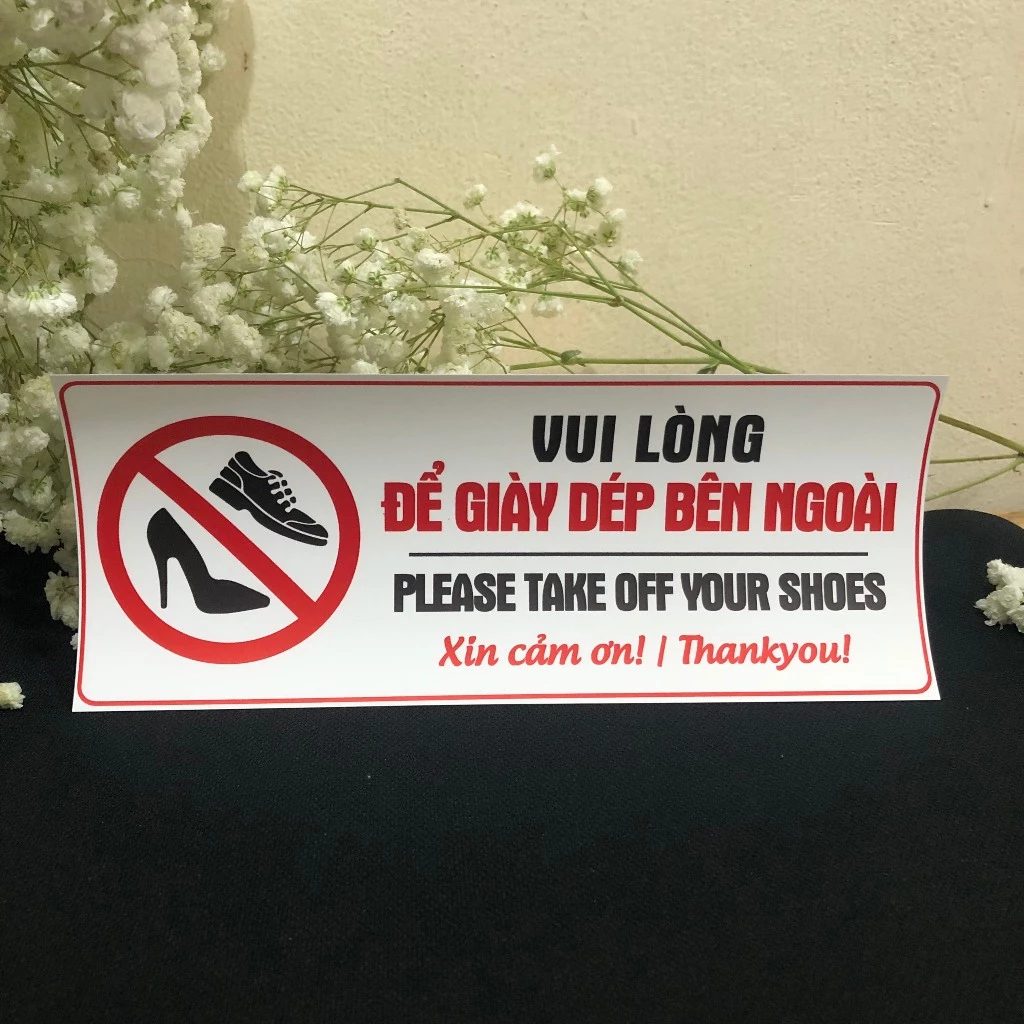 VUI LÒNG
ĐỂ GIÀY DÉP BÊN NGOÀI
PLEASE TAKE OFF YOUR SHOES
Xin cảm ơn! | Thankyou!